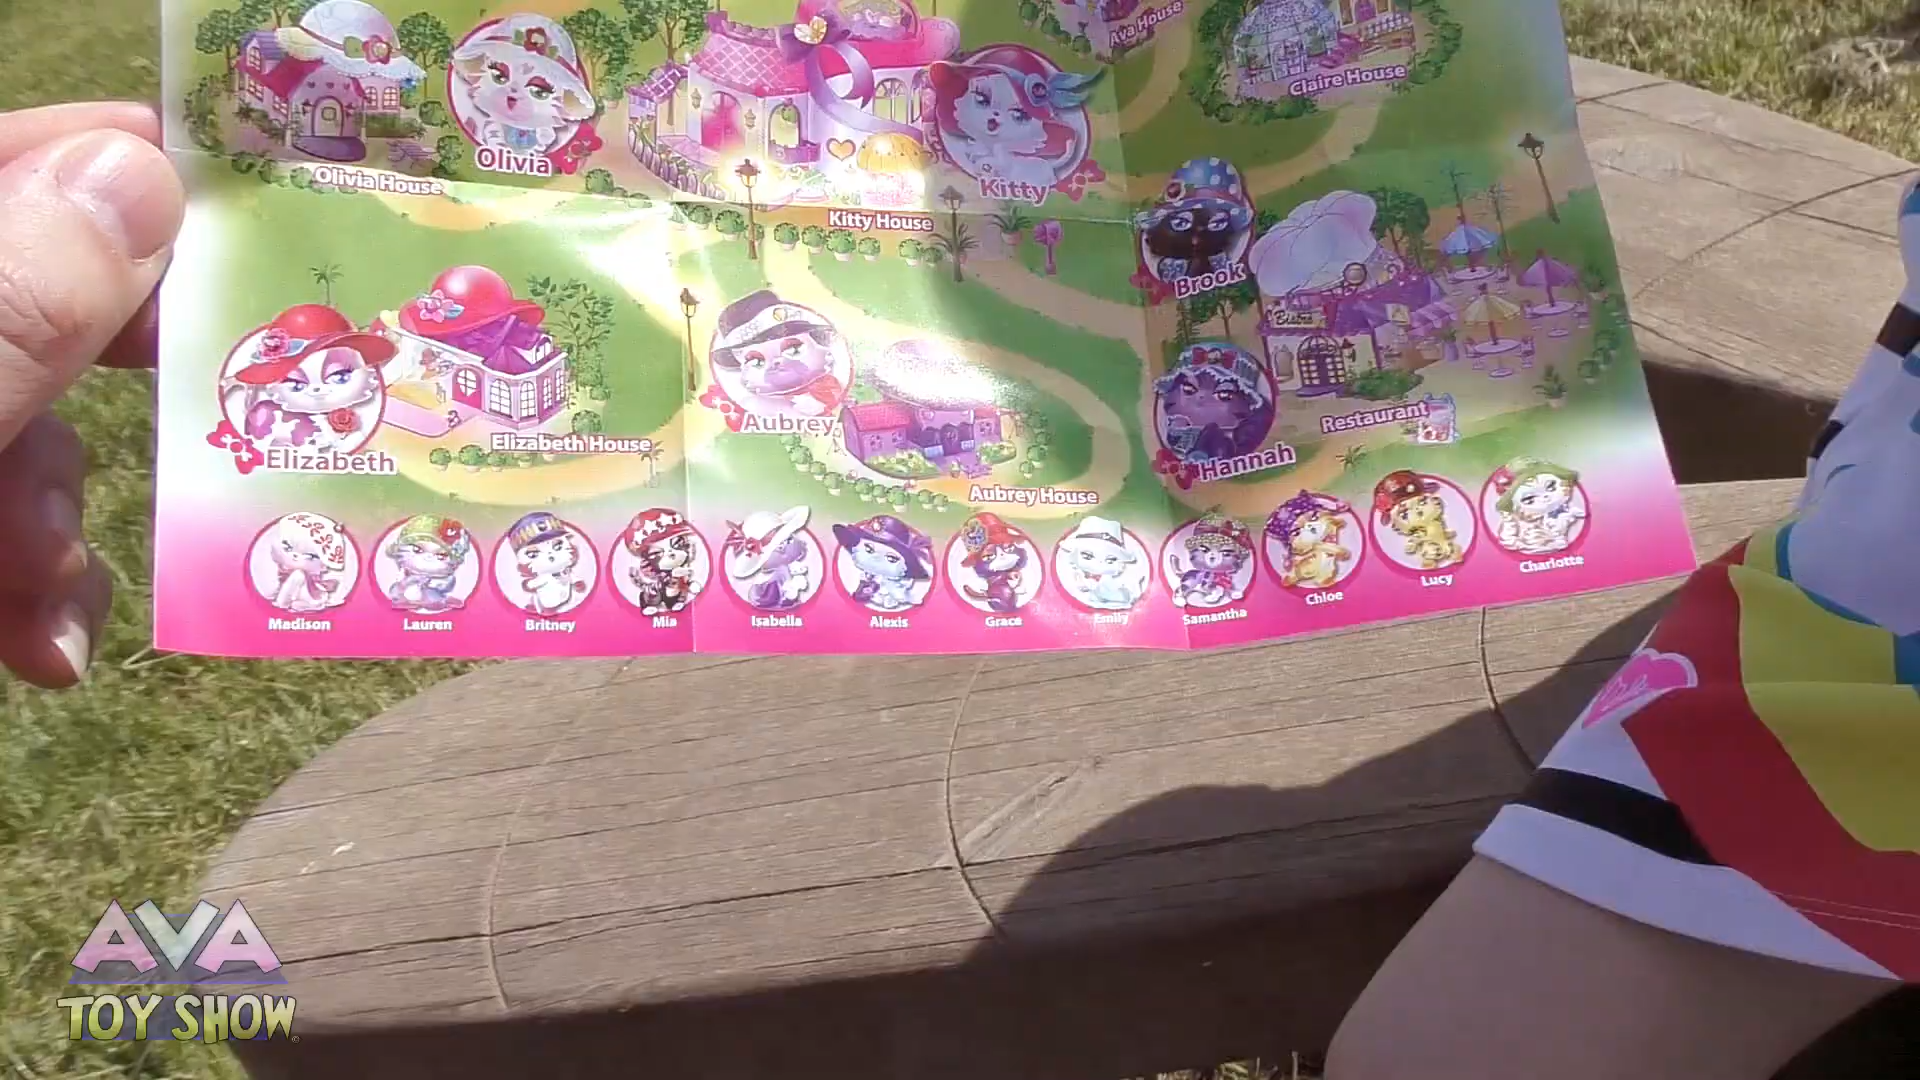 Ava House
Claire House
Olivia
Olivia House
Kitty
Kitty House
Brook
Bistro
Elizabeth
Elizabeth House
Aubrey
Aubrey House
Hannah
Restaurant
Madison
Lauren
Britney
Mia
Isabella
Alexis
Grace
Emily
Samantha
Chloe
Lucy
Charlotte
AVA
TOY SHOW